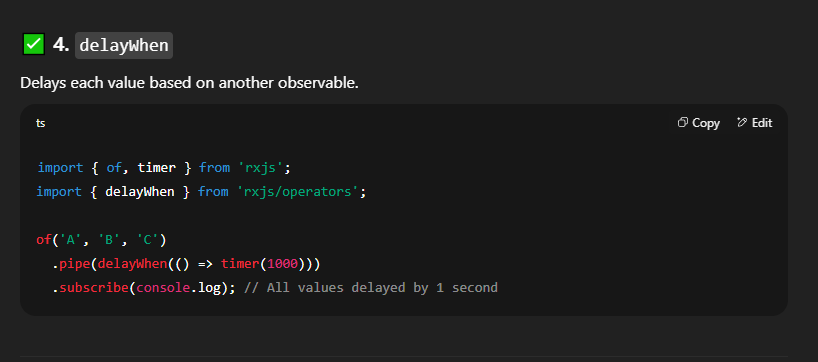 ✅ 4. delayWhen
Delays each value based on another observable.
ts
Copy Edit
import { of, timer } from 'rxjs';
import { delayWhen } from 'rxjs/operators';
of('A', 'B', 'C')
.pipe(delayWhen(() => timer(1000)))
.subscribe(console.log); // All values delayed by 1 second